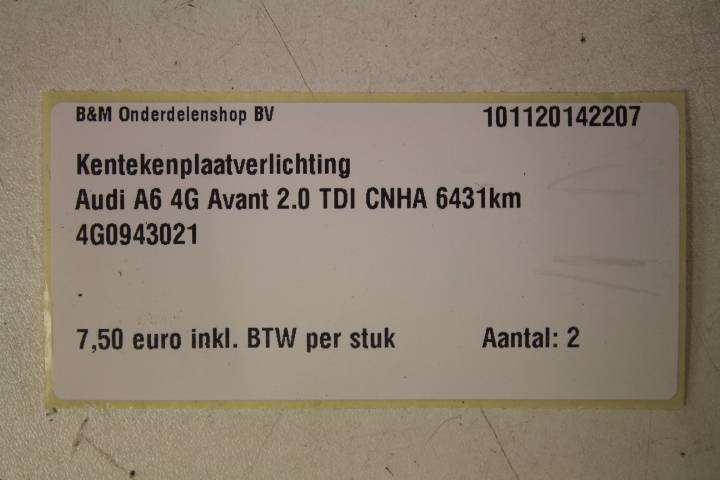 B&M Onderdelenshop BV 101120142207
Kentekenplaatverlichting
Audi A6 4G Avant 2.0 TDI CNHA 6431km
4G0943021
7,50 euro inkl. BTW per stuk Aantal: 2